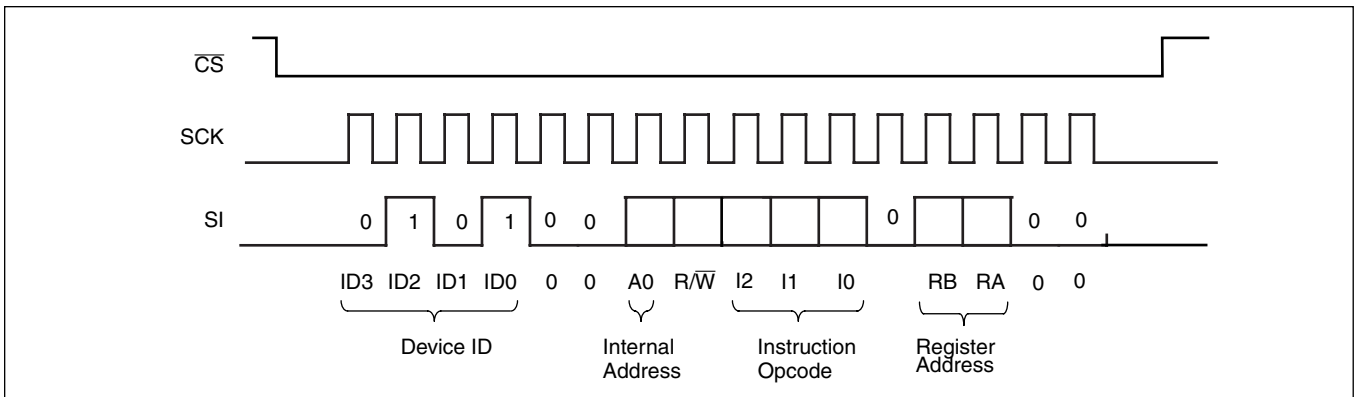 C̅S̅
SCK
SI
0 1 0 1 0 0 0 0 0
ID3 ID2 ID1 ID0 0 0 A0 R/W̅ I2 I1 I0 RB RA 0 0
Device ID
Internal
Address
Instruction
Opcode
Register
Address